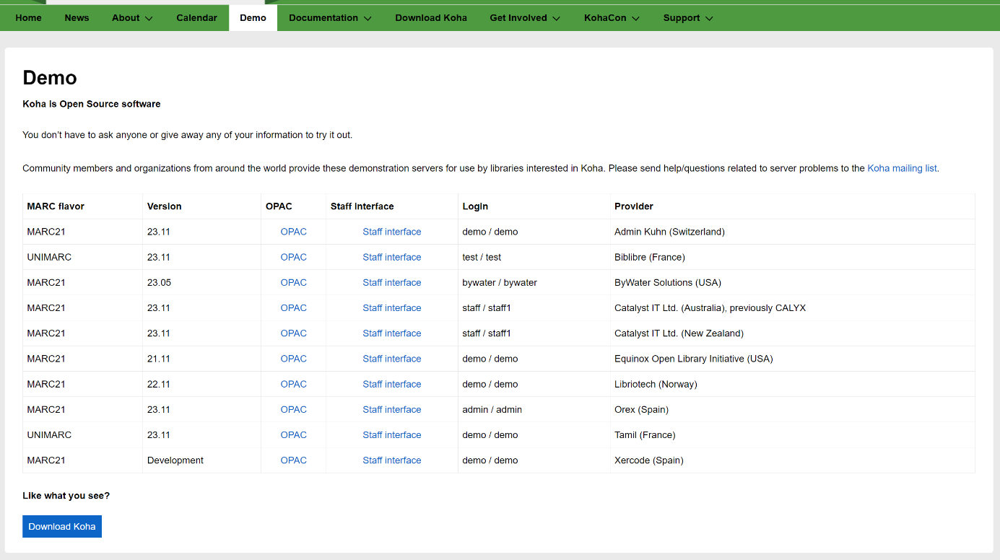 Home News About Calendar Demo Documentation Download Koha Get Involved KohaCon Support
Demo
Koha is Open Source software
You don't have to ask anyone or give away any of your information to try it out.
Community members and organizations from around the world provide these demonstration servers for use by libraries interested in Koha. Please send help/questions related to server problems to the Koha mailing list.
MARC flavor Version OPAC Staff interface Login Provider
MARC21 23.11 OPAC Staff interface demo / demo Admin Kuhn (Switzerland)
UNIMARC 23.11 OPAC Staff interface test / test Biblibre (France)
MARC21 23.05 OPAC Staff interface bywater / bywater ByWater Solutions (USA)
MARC21 23.11 OPAC Staff interface staff / staff1 Catalyst IT Ltd. (Australia), previously CALYX
MARC21 23.11 OPAC Staff interface staff / staff1 Catalyst IT Ltd. (New Zealand)
MARC21 21.11 OPAC Staff interface demo / demo Equinox Open Library Initiative (USA)
MARC21 22.11 OPAC Staff interface demo / demo Libriotech (Norway)
MARC21 23.11 OPAC Staff interface admin / admin Orex (Spain)
UNIMARC 23.11 OPAC Staff interface demo / demo Tamil (France)
MARC21 Development OPAC Staff interface demo / demo Xercode (Spain)
Like what you see?
Download Koha